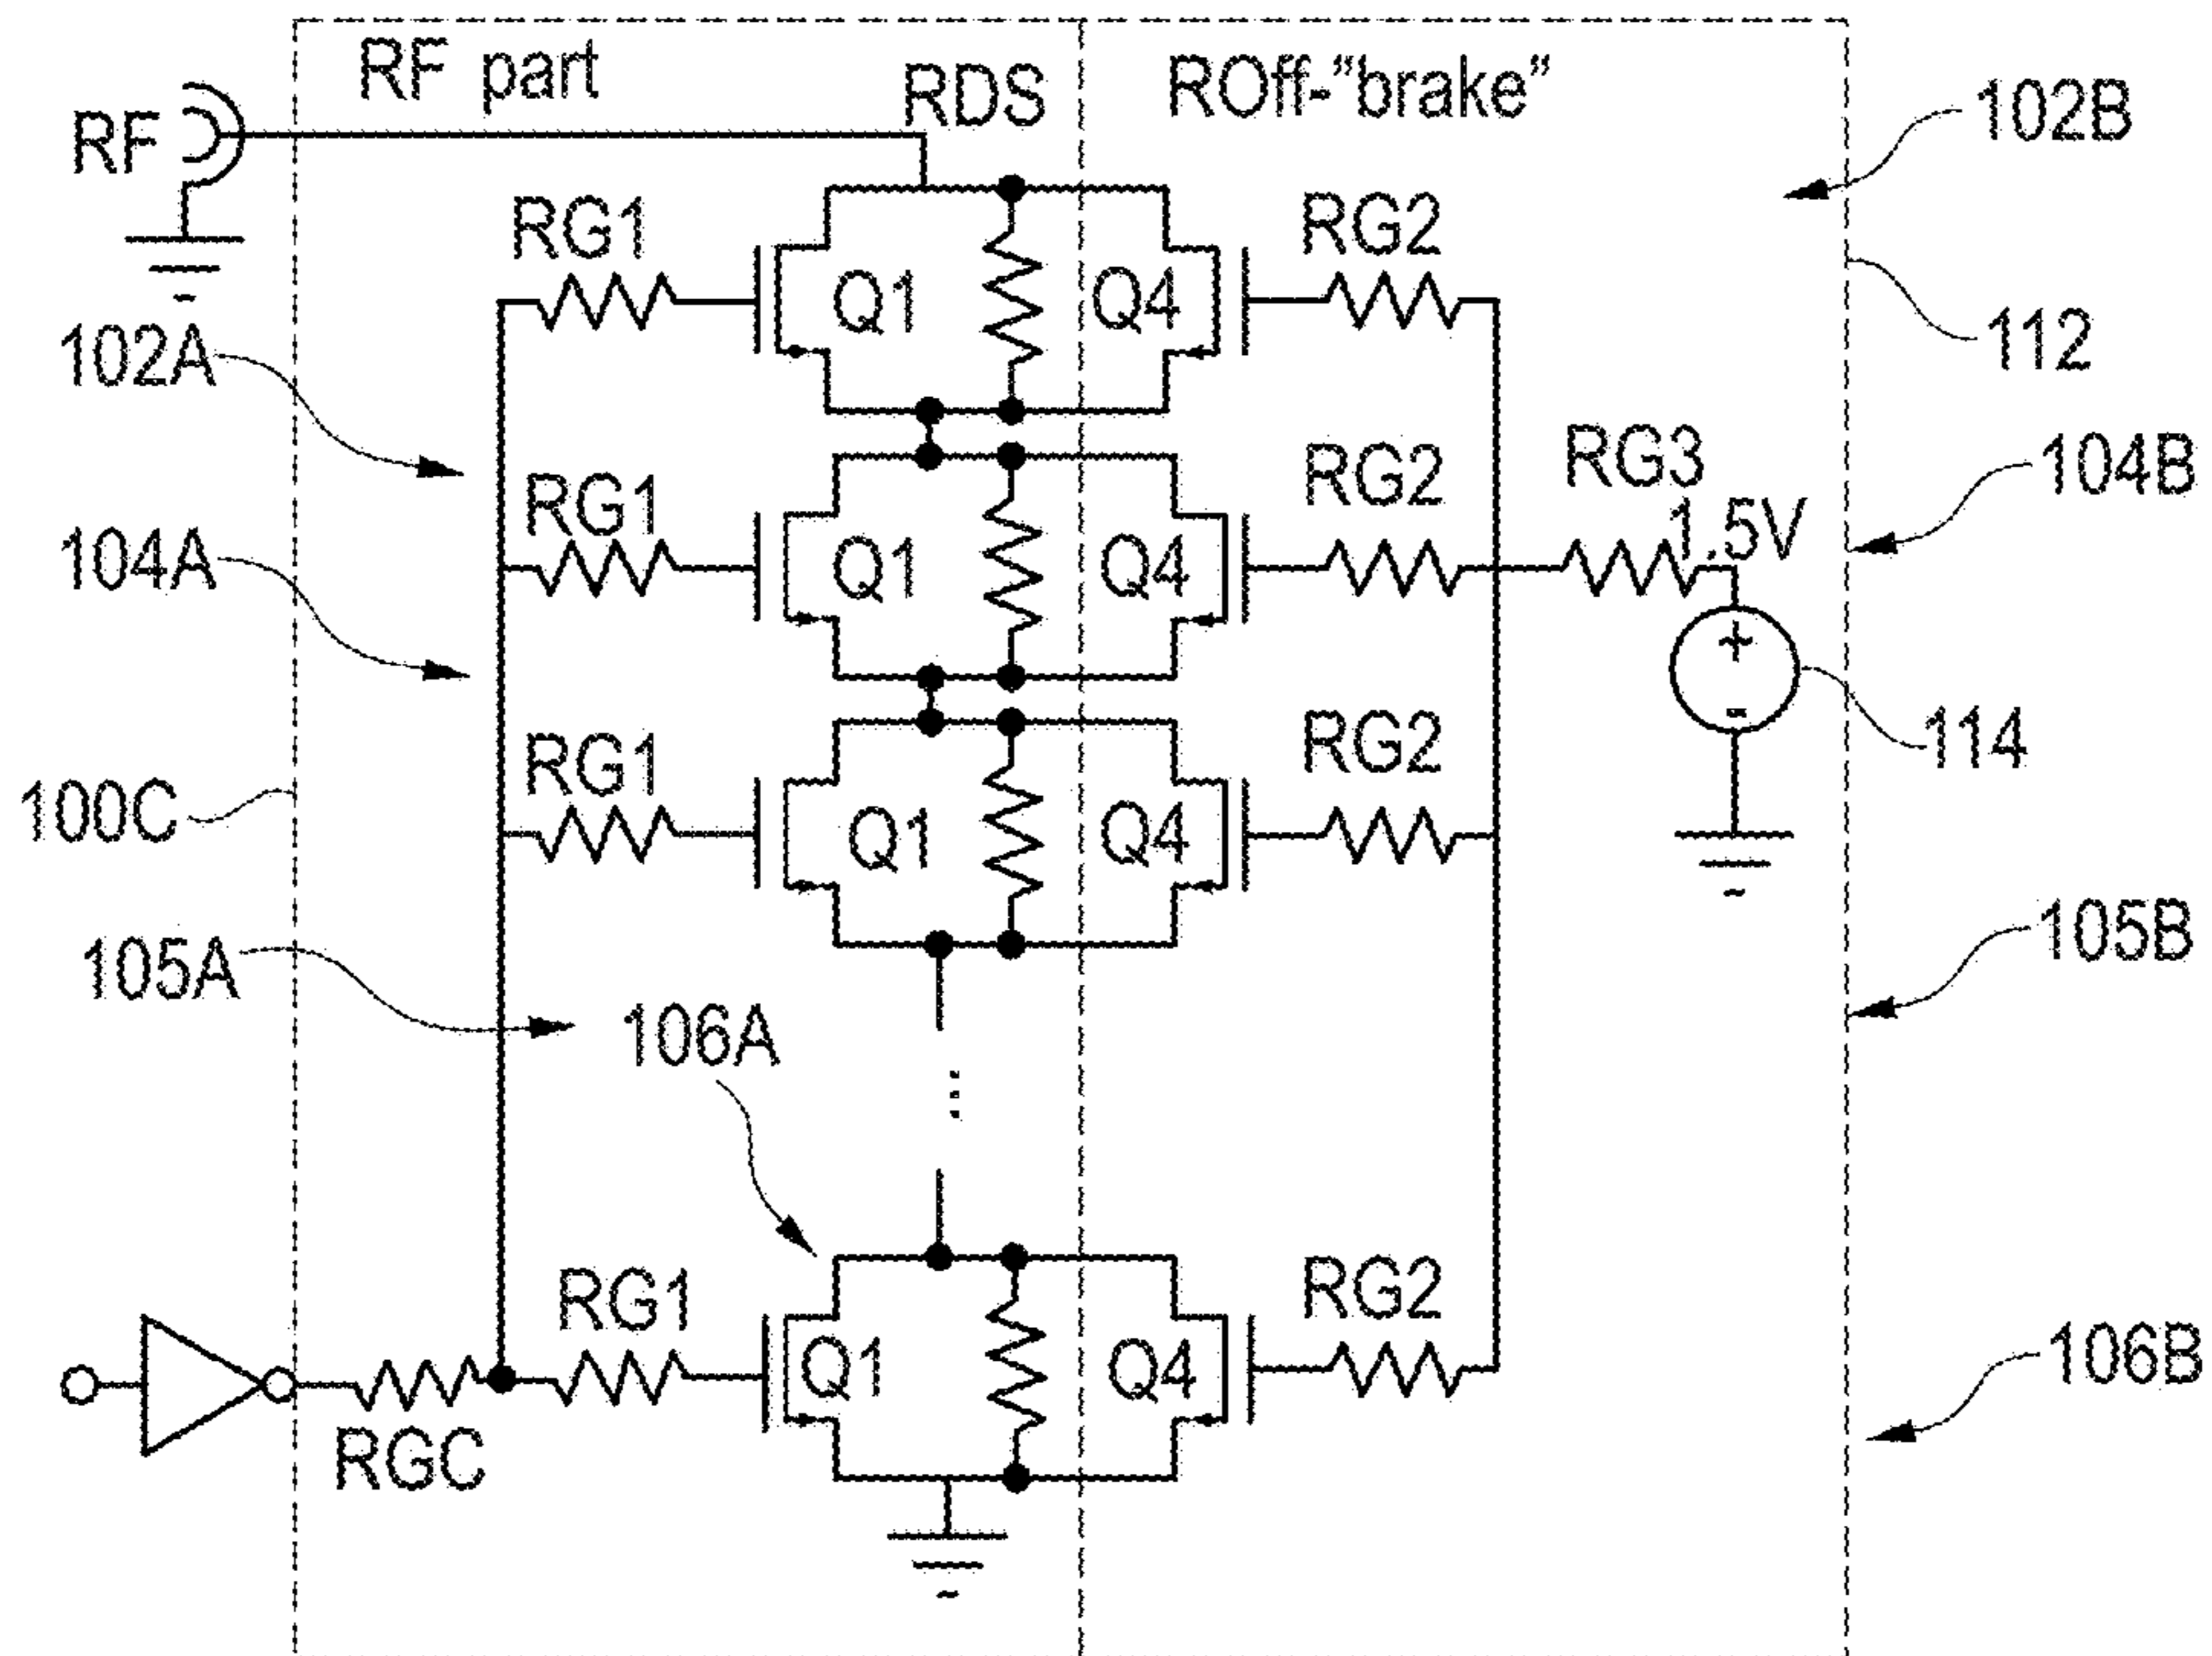 RF part
RDS
ROff-"brake"
102B
RF
RG1
Q1
Q4
RG2
112
102A
RG1
Q1
Q4
RG2
RG3
1.5V
104B
104A
+
-
114
RG1
Q1
Q4
RG2
100C
105A
106A
...
105B
RG1
Q1
Q4
RG2
106B
RGC